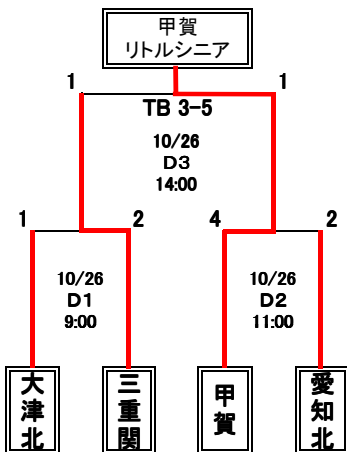 甲賀
リトルシニア
1 1
TB 3-5
10/26
D3
14:00
1 2 4 2
10/26 10/26
D1 D2
9:00 11:00
大津北 三重関 甲賀 愛知北